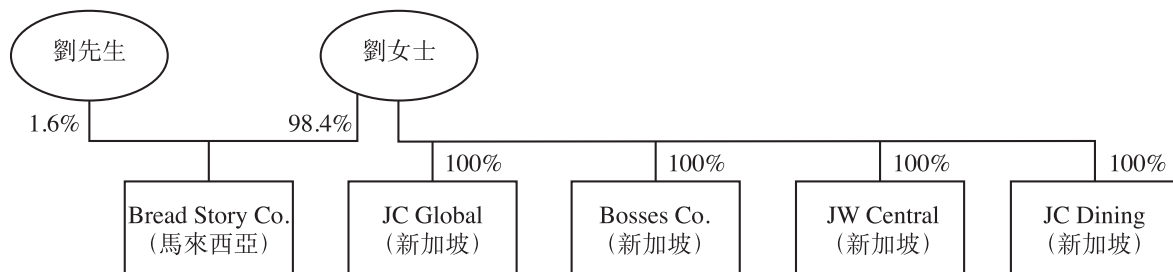 劉先生
劉女士
1.6%
98.4%
100%
100%
100%
100%
Bread Story Co.
（馬來西亞）
JC Global
（新加坡）
Bosses Co.
（新加坡）
JW Central
（新加坡）
JC Dining
（新加坡）